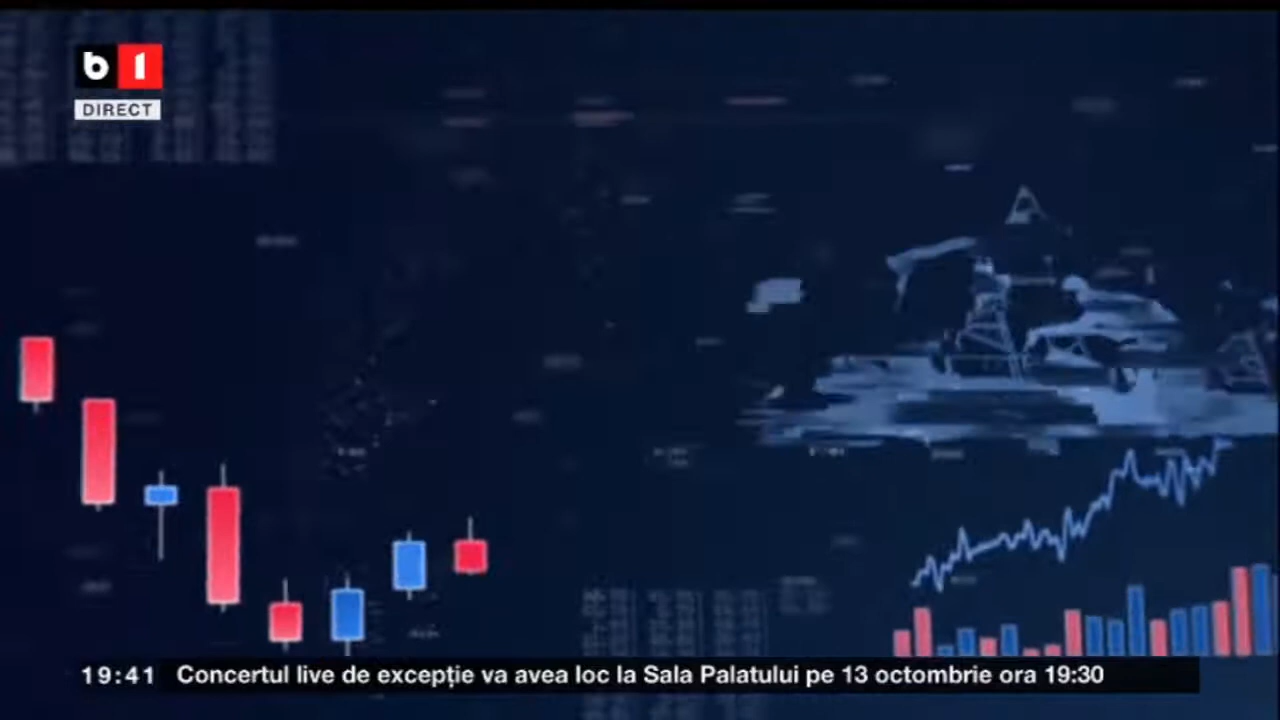 b1
DIRECT
19:41 Concertul live de excepție va avea loc la Sala Palatului pe 13 octombrie ora 19:30